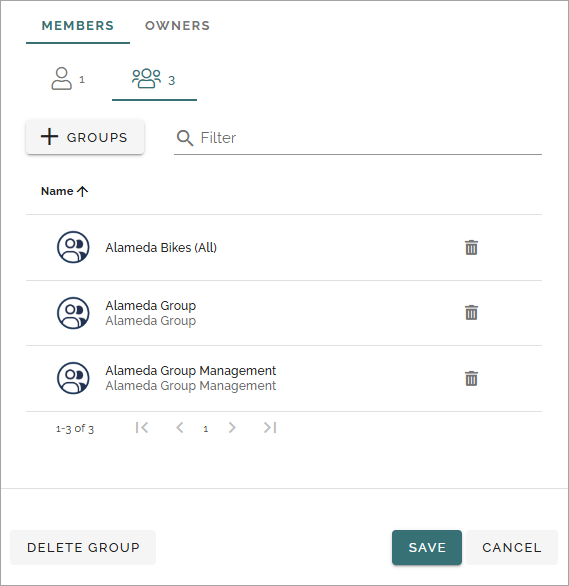 MEMBERS OWNERS
1 3
GROUPS Filter
Name
Alameda Bikes (All)
Alameda Group
Alameda Group
Alameda Group Management
Alameda Group Management
1-3 of 3 1
DELETE GROUP SAVE CANCEL